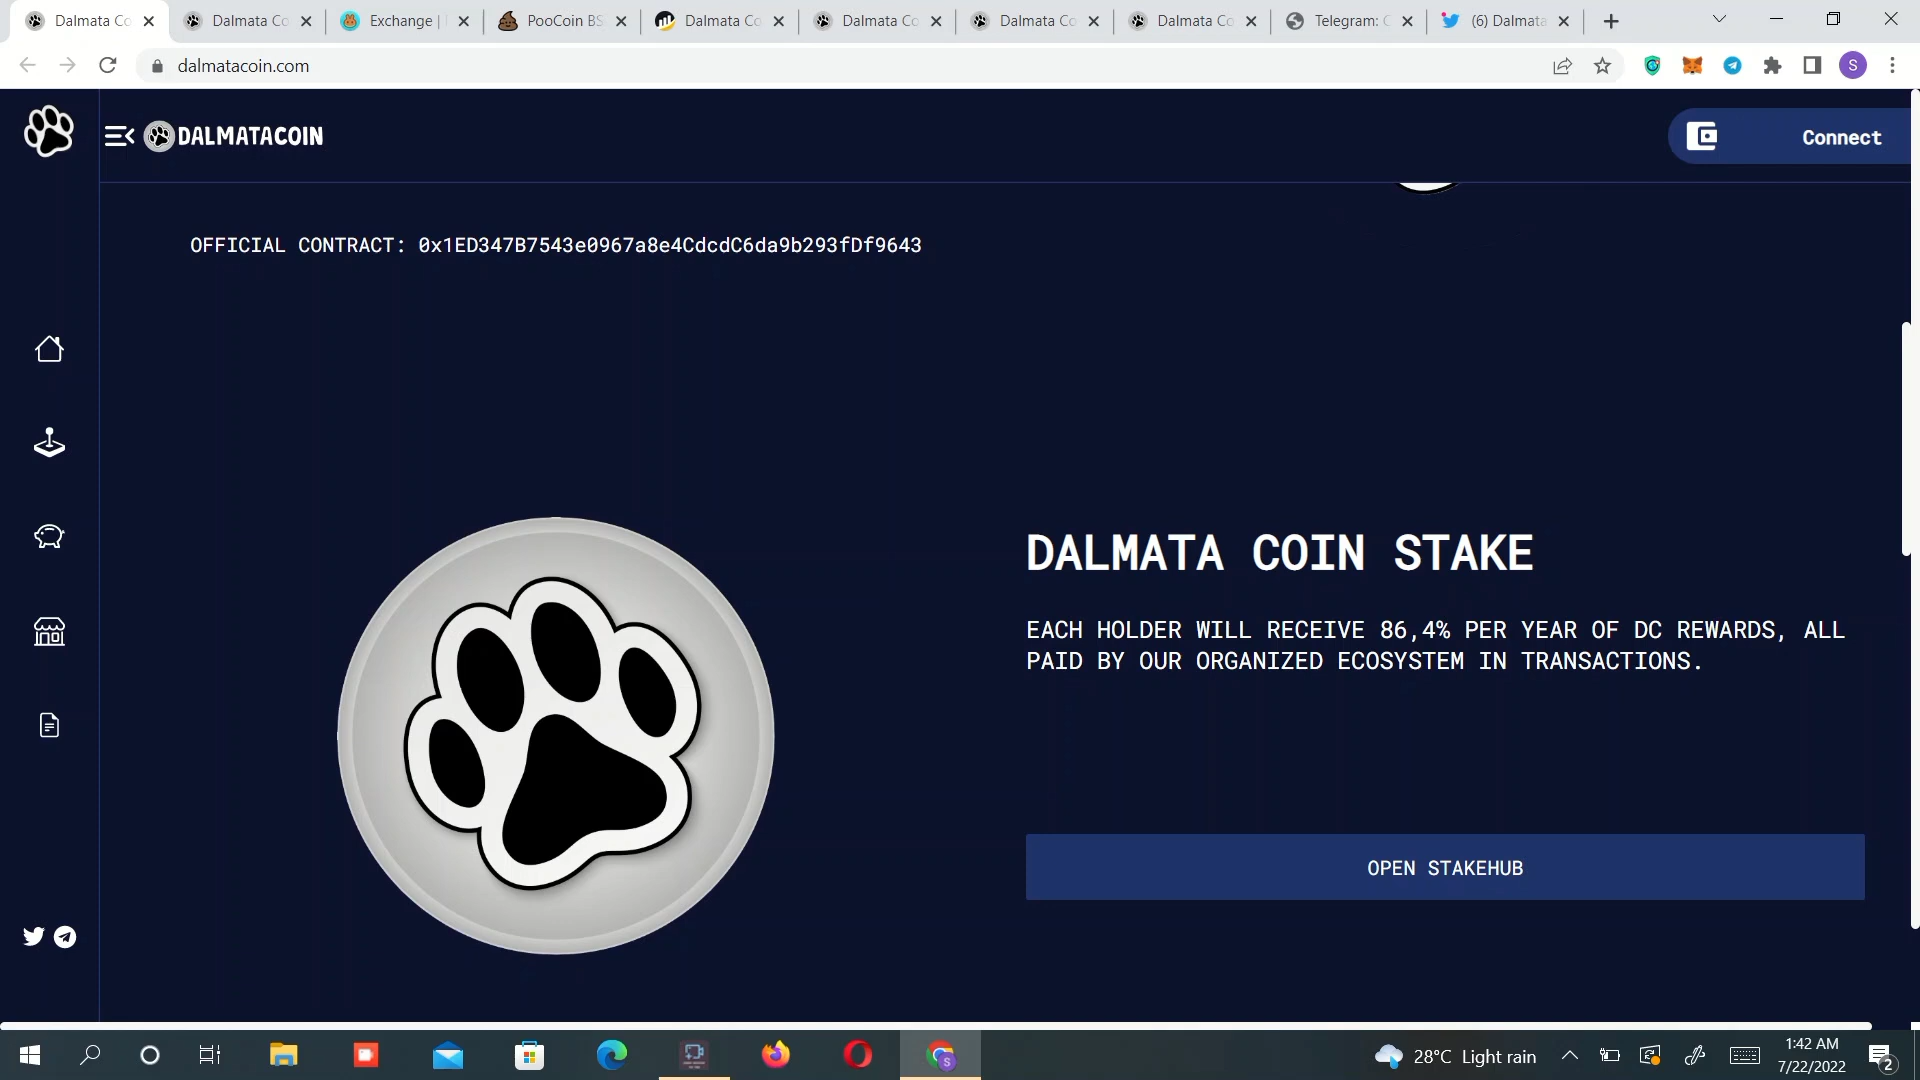 Dalmata Co
Dalmata Co
Exchange |
PooCoin BS
Dalmata Co
Dalmata Co
Dalmata Co
Dalmata Co
Telegram: C
(6) Dalmata
dalmatacoin.com
S
DALMATACOIN
Connect
OFFICIAL CONTRACT: 0x1ED347B7543e0967a8e4CdcdC6da9b293fDf9643
DALMATA COIN STAKE
EACH HOLDER WILL RECEIVE 86,4% PER YEAR OF DC REWARDS, ALL
PAID BY OUR ORGANIZED ECOSYSTEM IN TRANSACTIONS.
OPEN STAKEHUB
28°C Light rain
1:42 AM
7/22/2022
2